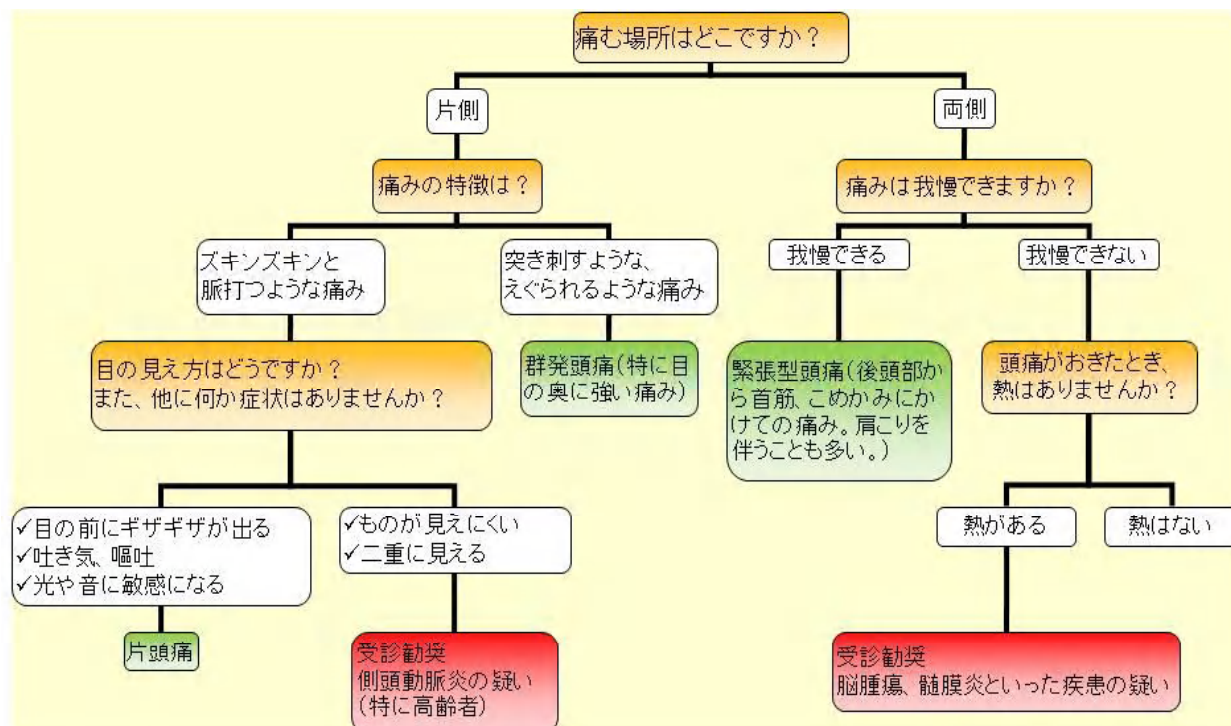 痛む場所はどこですか？
片側
両側
痛みの特徴は？
痛みは我慢できますか？
ズキンズキンと
脈打つような痛み
突き刺すような、
えぐられるような痛み
我慢できる
我慢できない
目の見え方はどうですか？
また、他に何か症状はありませんか？
群発頭痛(特に目
の奥に強い痛み)
緊張型頭痛(後頭部か
ら首筋、こめかみにか
けての痛み。肩こりを
伴うことも多い。)
頭痛がおきたとき、
熱はありませんか？
✓目の前にギザギザが出る
✓吐き気、嘔吐
✓光や音に敏感になる
✓ものが見えにくい
✓二重に見える
熱がある
熱はない
片頭痛
受診勧奨
側頭動脈炎の疑い
(特に高齢者)
受診勧奨
脳腫瘍、髄膜炎といった疾患の疑い